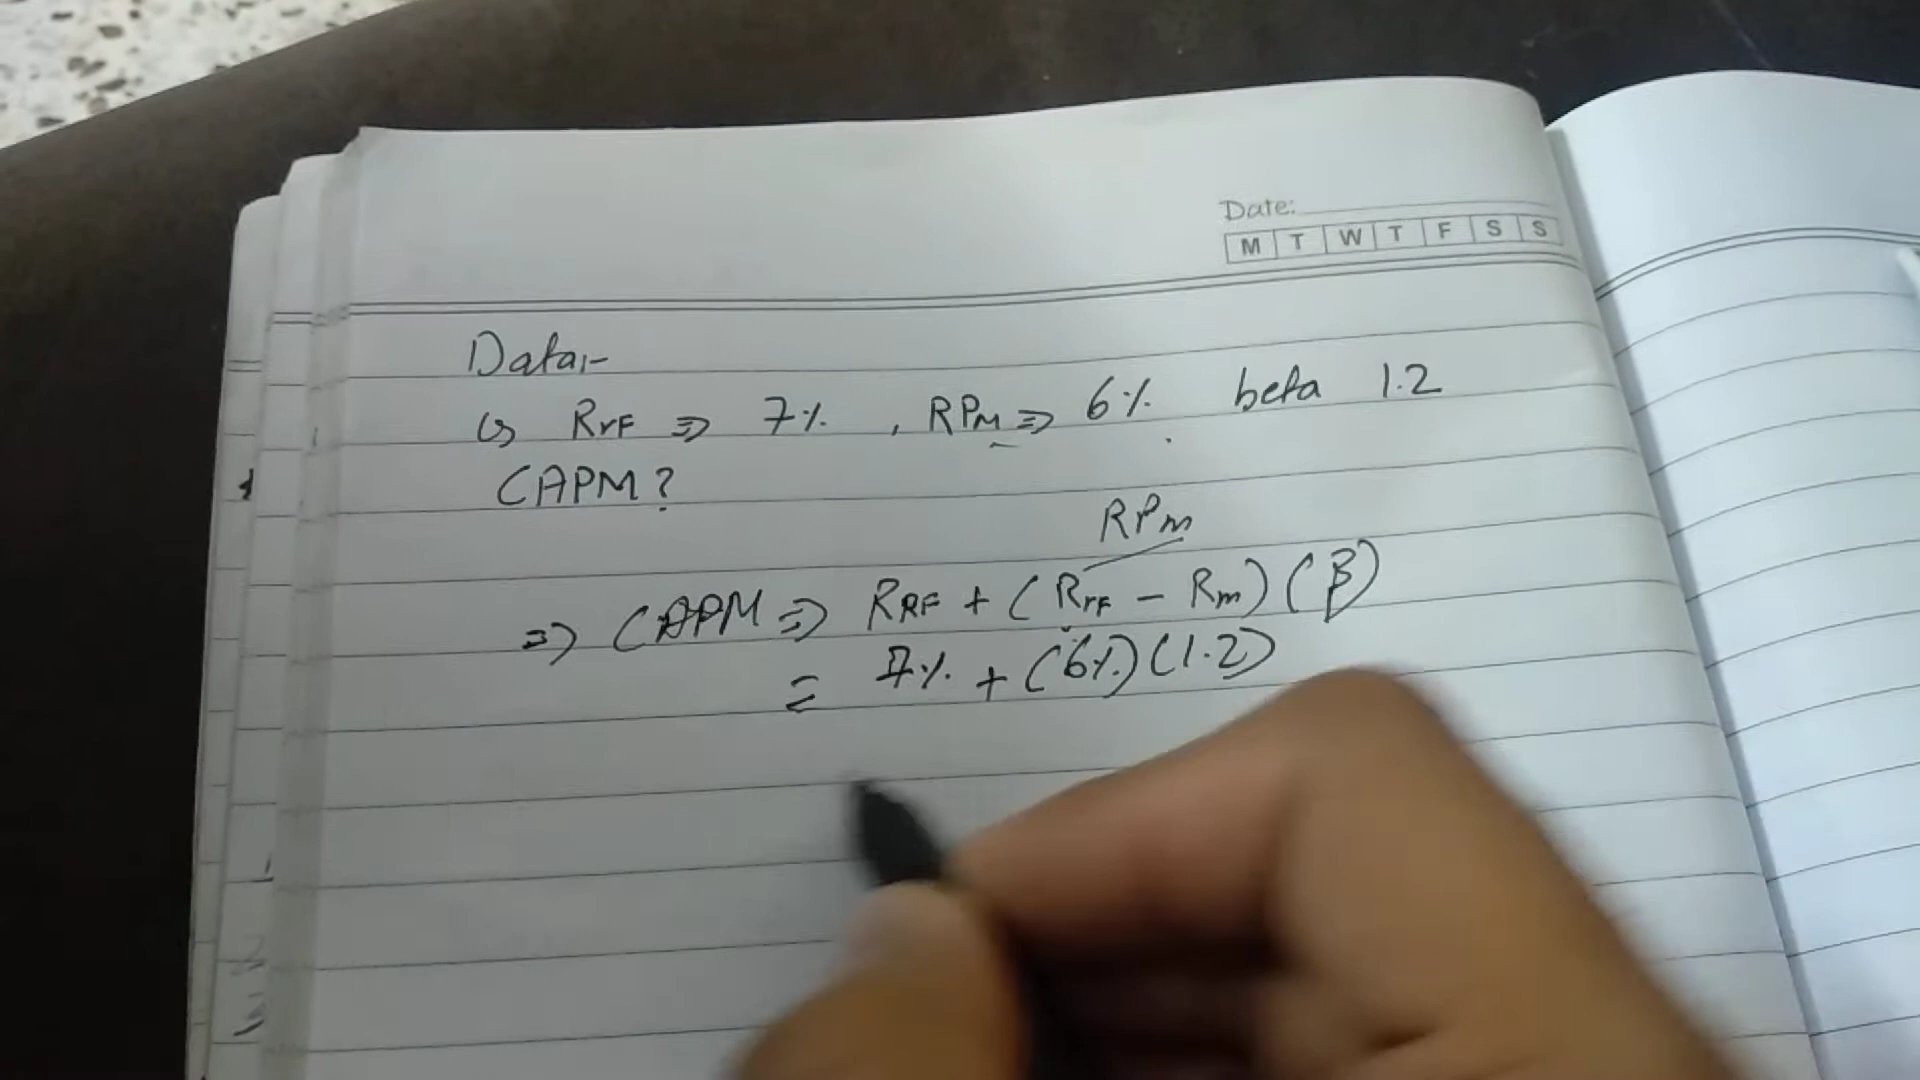 Date:
M T W T F S S
Data:-
↳ RrF ⇒ 7% , RPM ⇒ 6% beta 1.2
CAPM?
RPm
⇒ CAPM ⇒ RRF + (RrF - Rm) (β)
= 7% + (6%) (1.2)